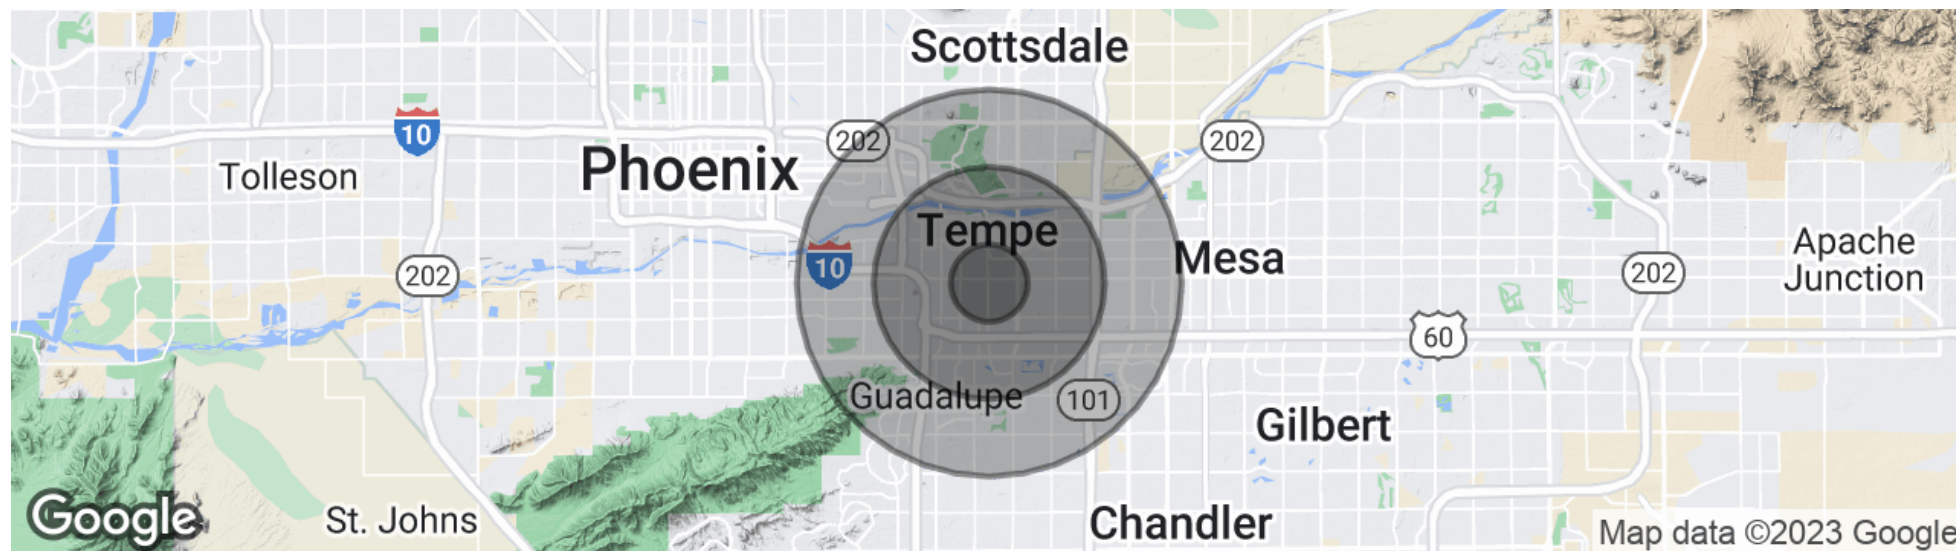 Scottsdale
10
202
202
Phoenix
Tolleson
Tempe
Mesa
Apache
Junction
10
202
202
60
Guadalupe
101
Gilbert
Google
St. Johns
Chandler
Map data ©2023 Google